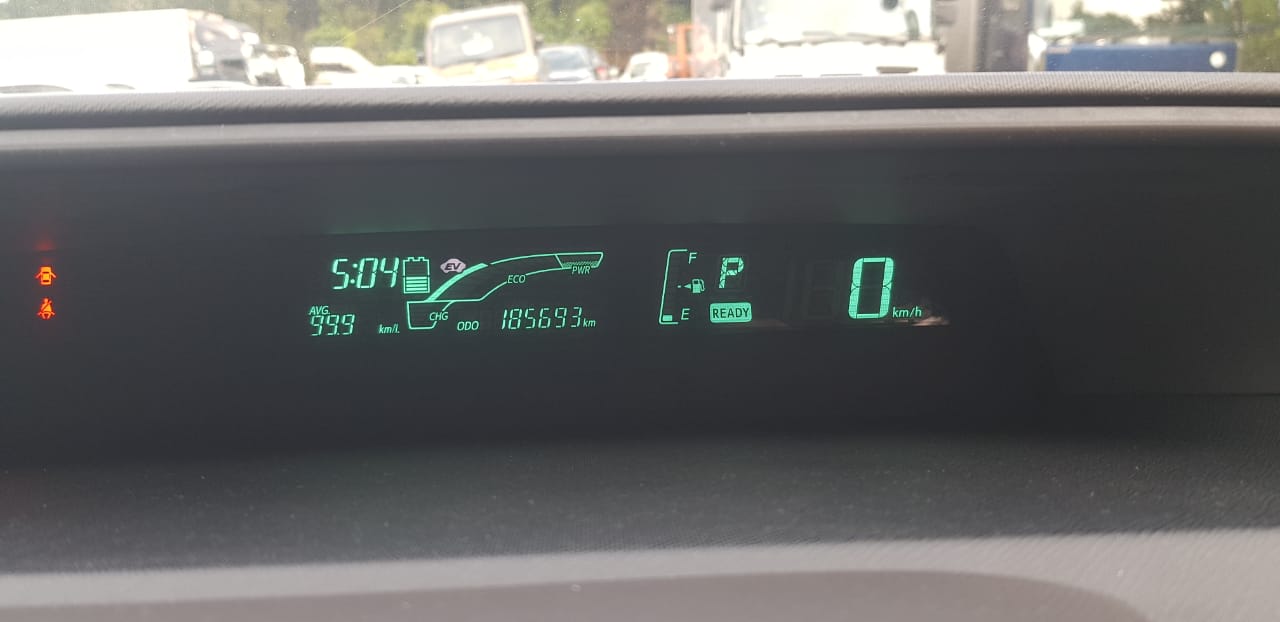 5:04
EV
ECO
PWR
AVG.
99.9 km/L
CHG
ODO 185693 km
F
E
P
READY
0 km/h